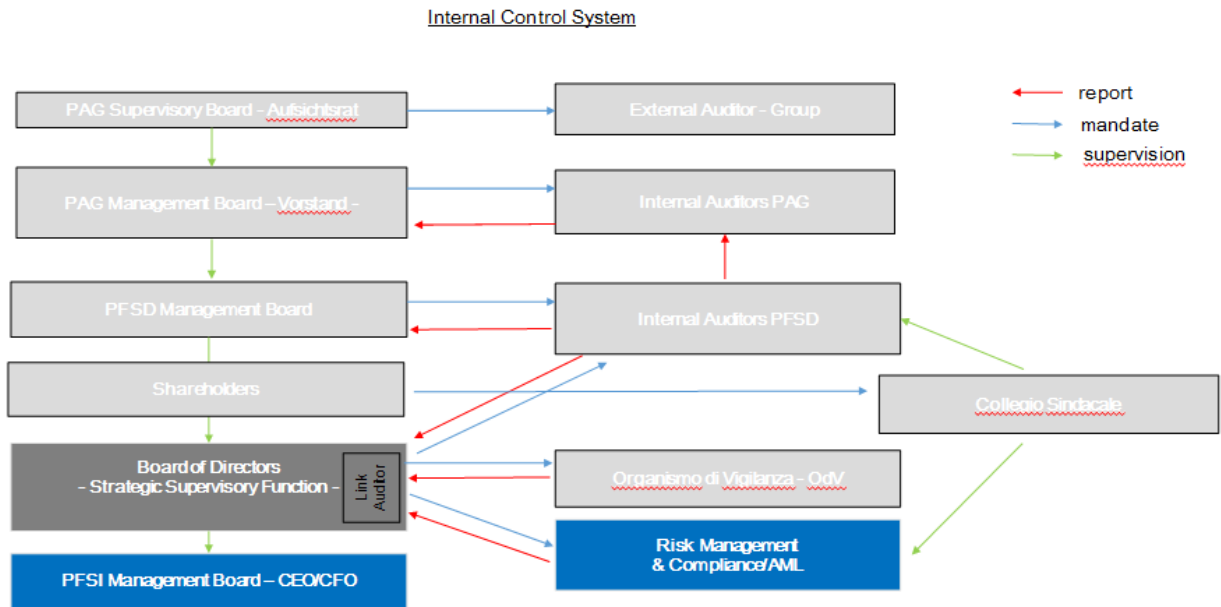 Internal Control System
PAG Supervisory Board - Aufsichtsrat
External Auditor - Group
report
mandate
supervision
PAG Management Board – Vorstand -
Internal Auditors PAG
PFSD Management Board
Internal Auditors PFSD
Shareholders
Collegio Sindacale
Board of Directors
- Strategic Supervisory Function -
Link
Auditor
Organismo di Vigilanza - OdV
Risk Management
& Compliance/AML
PFSI Management Board – CEO/CFO